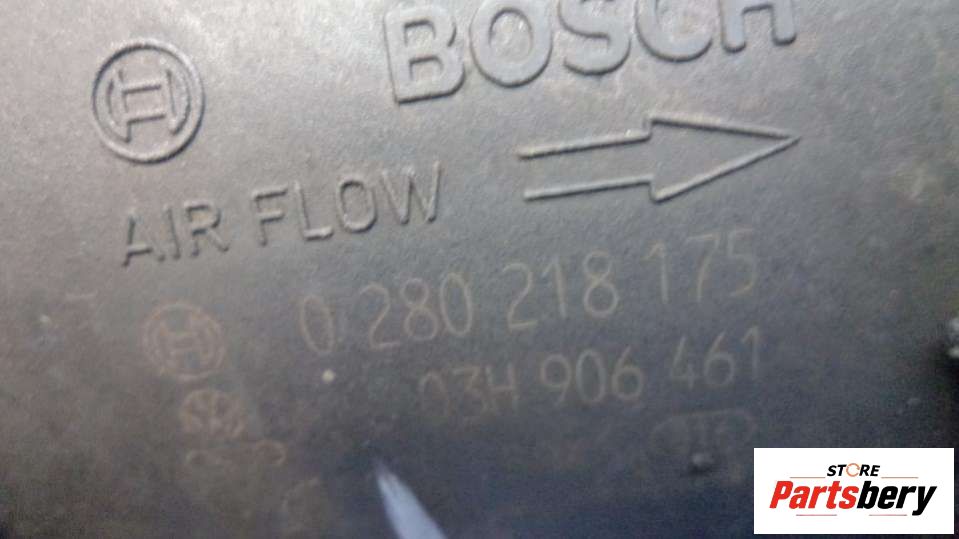 BOSCH
AIR FLOW
0 280 218 175
03H 906 461
STORE
Partsbery